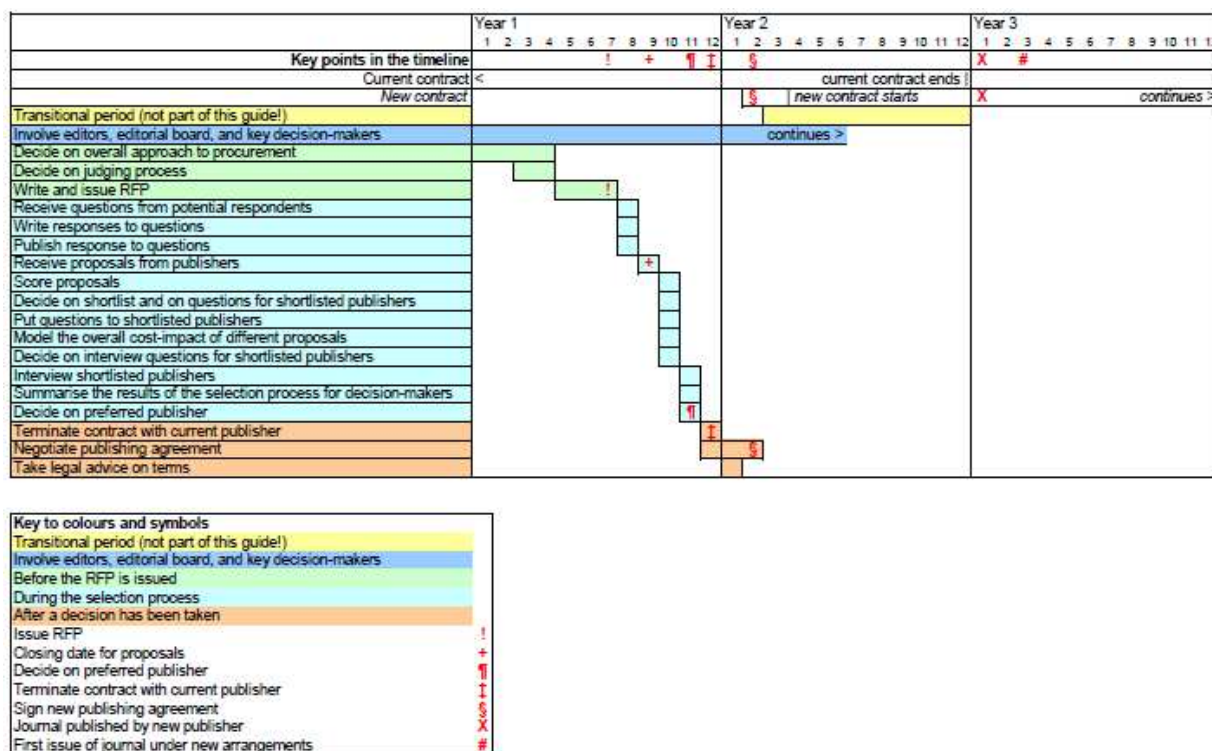 Year 1 Year 2 Year 3
1 2 3 4 5 6 7 8 9 10 11 12 1 2 3 4 5 6 7 8 9 10 11 12 1 2 3 4 5 6 7 8 9 10 11 12
Key points in the timeline ! + ¶ ‡ § X #
Current contract < current contract ends |
New contract § | new contract starts X continues >
Transitional period (not part of this guide!)
Involve editors, editorial board, and key decision-makers continues >
Decide on overall approach to procurement
Decide on judging process
Write and issue RFP !
Receive questions from potential respondents
Write responses to questions
Publish response to questions
Receive proposals from publishers +
Score proposals
Decide on shortlist and on questions for shortlisted publishers
Put questions to shortlisted publishers
Model the overall cost-impact of different proposals
Decide on interview questions for shortlisted publishers
Interview shortlisted publishers
Summarise the results of the selection process for decision-makers
Decide on preferred publisher ¶
Terminate contract with current publisher ‡
Negotiate publishing agreement §
Take legal advice on terms
Key to colours and symbols
Transitional period (not part of this guide!)
Involve editors, editorial board, and key decision-makers
Before the RFP is issued
During the selection process
After a decision has been taken
Issue RFP !
Closing date for proposals +
Decide on preferred publisher ¶
Terminate contract with current publisher ‡
Sign new publishing agreement §
Journal published by new publisher X
First issue of journal under new arrangements #